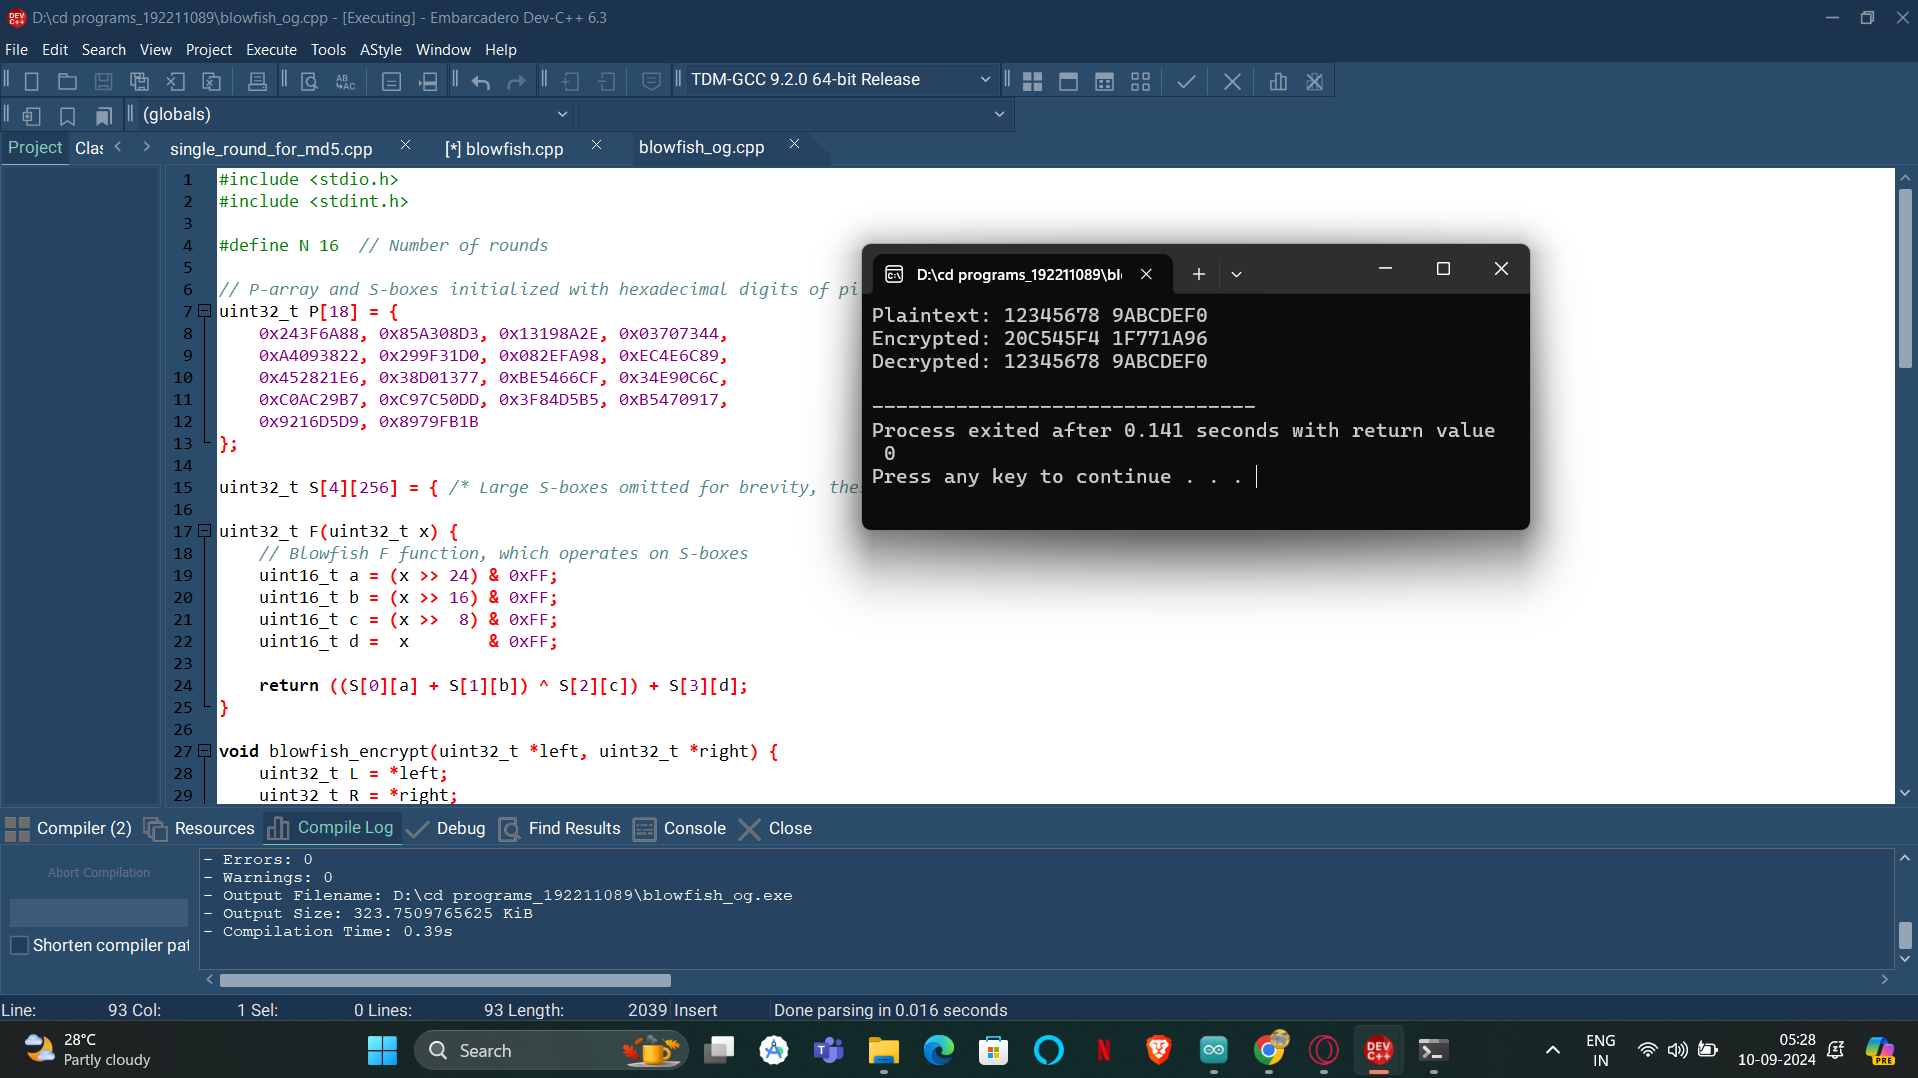 D:\cd programs_192211089\blowfish_og.cpp - [Executing] - Embarcadero Dev-C++ 6.3
File Edit Search View Project Execute Tools AStyle Window Help
TDM-GCC 9.2.0 64-bit Release
(globals)
Project Clas
single_round_for_md5.cpp [*] blowfish.cpp blowfish_og.cpp
1 #include <stdio.h>
2 #include <stdint.h>
3
4 #define N 16 // Number of rounds
5
6 // P-array and S-boxes initialized with hexadecimal digits of pi
7 uint32_t P[18] = {
8 0x243F6A88, 0x85A308D3, 0x13198A2E, 0x03707344,
9 0xA4093822, 0x299F31D0, 0x082EFA98, 0xEC4E6C89,
10 0x452821E6, 0x38D01377, 0xBE5466CF, 0x34E90C6C,
11 0xC0AC29B7, 0xC97C50DD, 0x3F84D5B5, 0xB5470917,
12 0x9216D5D9, 0x8979FB1B
13 };
14
15 uint32_t S[4][256] = { /* Large S-boxes omitted for brevity, thes
16
17 uint32_t F(uint32_t x) {
18 // Blowfish F function, which operates on S-boxes
19 uint16_t a = (x >> 24) & 0xFF;
20 uint16_t b = (x >> 16) & 0xFF;
21 uint16_t c = (x >> 8) & 0xFF;
22 uint16_t d = x & 0xFF;
23
24 return ((S[0][a] + S[1][b]) ^ S[2][c]) + S[3][d];
25 }
26
27 void blowfish_encrypt(uint32_t *left, uint32_t *right) {
28 uint32_t L = *left;
29 uint32_t R = *right;
D:\cd programs_192211089\bl
Plaintext: 12345678 9ABCDEF0
Encrypted: 20C545F4 1F771A96
Decrypted: 12345678 9ABCDEF0
--------------------------------
Process exited after 0.141 seconds with return value
0
Press any key to continue . . .
Compiler (2) Resources Compile Log Debug Find Results Console Close
Abort Compilation
Shorten compiler pat
- Errors: 0
- Warnings: 0
- Output Filename: D:\cd programs_192211089\blowfish_og.exe
- Output Size: 323.7509765625 KiB
- Compilation Time: 0.39s
Line: 93 Col: 1 Sel: 0 Lines: 93 Length: 2039 Insert Done parsing in 0.016 seconds
28°C
Partly cloudy
Search
DEV C++
ENG
IN
05:28
10-09-2024
PRE